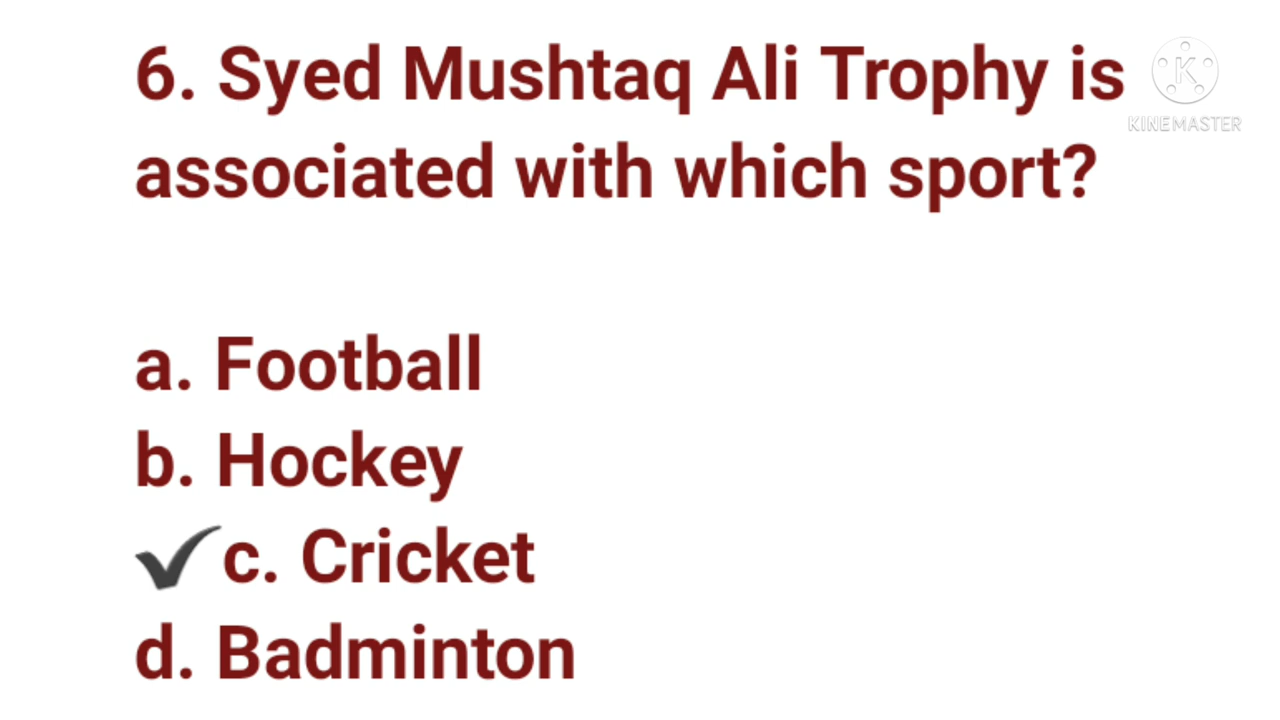 6. Syed Mushtaq Ali Trophy is
KINEMASTER
associated with which sport?
a. Football
b. Hockey
✔c. Cricket
d. Badminton